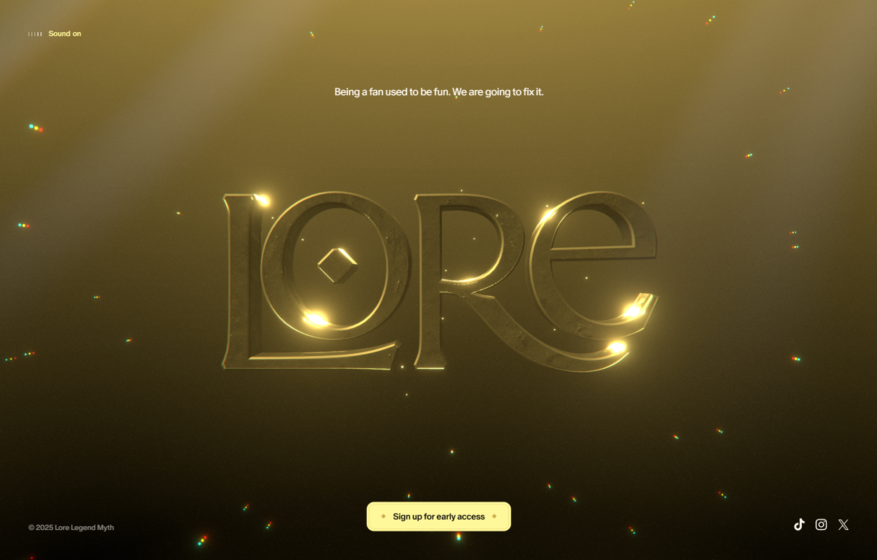 Sound on
Being a fan used to be fun. We are going to fix it.
LORe
Sign up for early access
© 2025 Lore Legend Myth